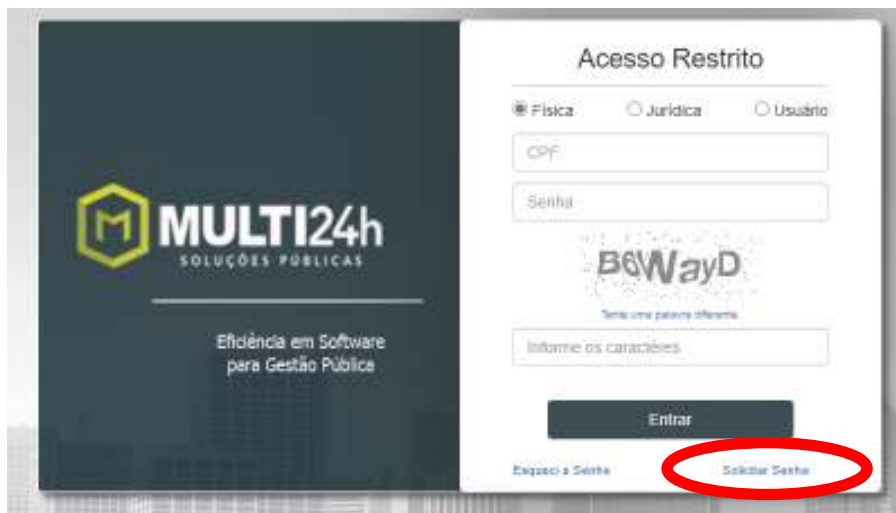 MULTI24h
SOLUÇÕES PÚBLICAS
Eficiência em Software
para Gestão Pública
Acesso Restrito
Física Jurídica Usuário
CPF
Senha
B6WayD
Tente uma palavra diferente
Informe os caractéres
Entrar
Esqueci a Senha Solicitar Senha